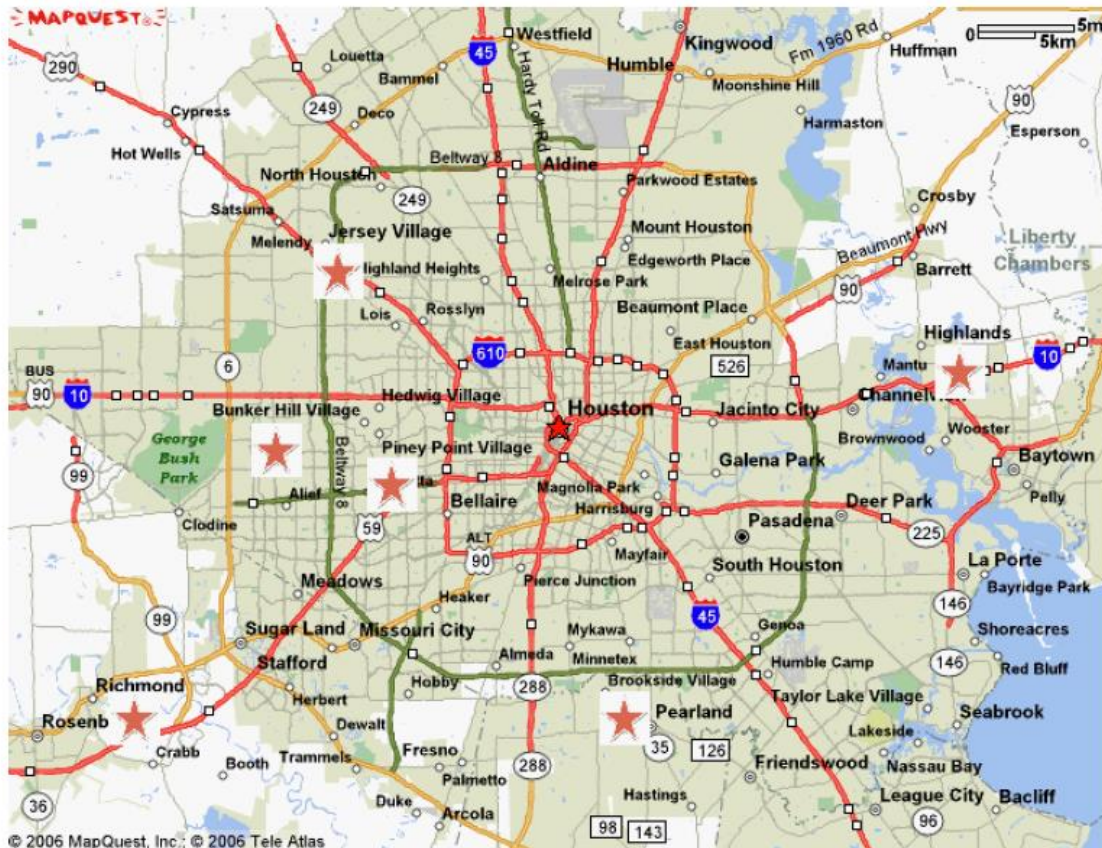 MAPQUEST
5m
0
5km
Westfield
Kingwood
Fm 1960 Rd
Huffman
290
45
Louetta
Bammel
Hardy Toll Rd
Humble
Moonshine Hill
90
Cypress
249
Deco
Harmaston
Esperson
Hot Wells
Beltway 8
Aldine
North Houston
249
Parkwood Estates
Crosby
Satsuma
Jersey Village
Melendy
Mount Houston
Beaumont Hwy
Liberty
Chambers
Edgeworth Place
Barrett
Highland Heights
Melrose Park
90
Lois
Rosslyn
Beaumont Place
Highlands
610
East Houston
526
Mantu
10
6
BUS
90
10
Hedwig Village
Houston
Jacinto City
Channelvi
Bunker Hill Village
George
Bush
Park
Piney Point Village
Brownwood
Wooster
Baytown
99
Beltway 8
Galena Park
Pelly
Alief
Bellaire
Magnolia Park
Harrisburg
Deer Park
Clodine
59
Pasadena
225
ALT
90
Mayfair
La Porte
Meadows
Pierce Junction
South Houston
Bayridge Park
99
Heaker
45
146
Sugar Land
Missouri City
Mykawa
Genoa
Shoreacres
Stafford
Almeda
Minnetex
Humble Camp
146
Red Bluff
Richmond
Herbert
Hobby
288
Brookside Village
Taylor Lake Village
Rosenb
Dewalt
Pearland
Seabrook
Crabb
Booth
Trammels
Fresno
288
35
126
Lakeside
Palmetto
Friendswood
Nassau Bay
36
Duke
Arcola
Hastings
League City
Bacliff
98
143
96
© 2006 MapQuest, Inc.; © 2006 Tele Atlas